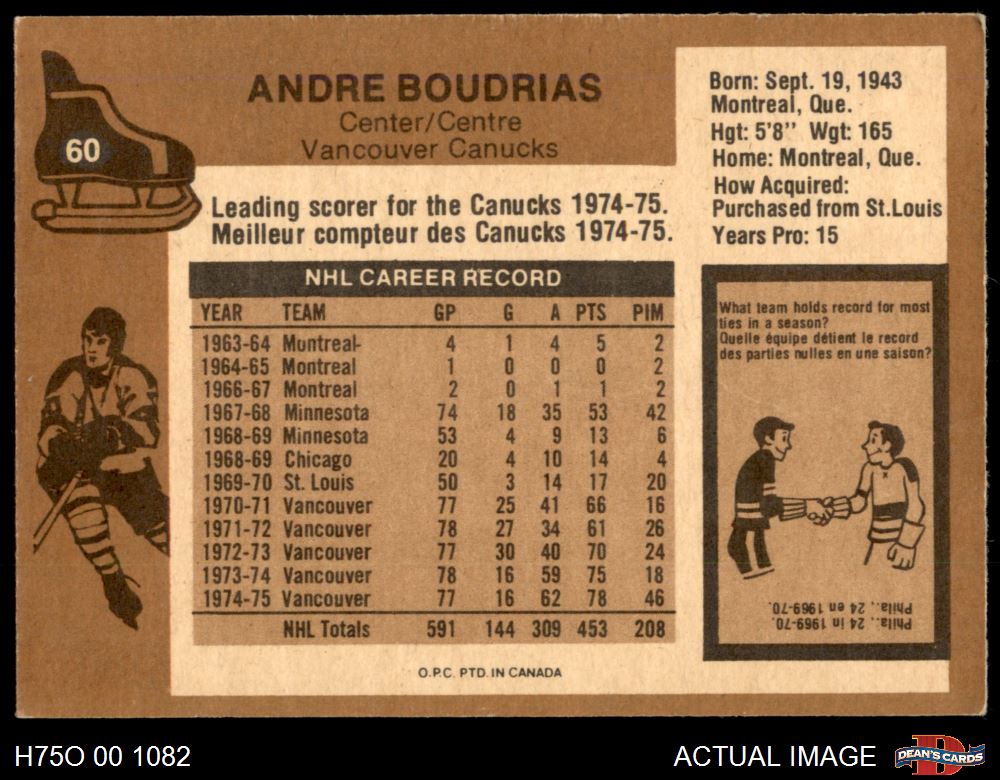 ANDRE BOUDRIAS
Center/Centre
Vancouver Canucks
60
Born: Sept. 19, 1943
Montreal, Que.
Hgt: 5'8" Wgt: 165
Home: Montreal, Que.
How Acquired:
Purchased from St.Louis
Years Pro: 15
Leading scorer for the Canucks 1974-75.
Meilleur compteur des Canucks 1974-75.
NHL CAREER RECORD
YEAR TEAM GP G A PTS PIM
1963-64 Montreal 4 1 4 5 2
1964-65 Montreal 1 0 0 0 2
1966-67 Montreal 2 0 1 1 2
1967-68 Minnesota 74 18 35 53 42
1968-69 Minnesota 53 4 9 13 6
1968-69 Chicago 20 4 10 14 4
1969-70 St. Louis 50 3 14 17 20
1970-71 Vancouver 77 25 41 66 16
1971-72 Vancouver 78 27 34 61 26
1972-73 Vancouver 77 30 40 70 24
1973-74 Vancouver 78 16 59 75 18
1974-75 Vancouver 77 16 62 78 46
NHL Totals 591 144 309 453 208
What team holds record for most
ties in a season?
Quelle équipe détient le record
des parties nulles en une saison?
Phila., 24 in 1969-70.
Phila., 24 en 1969-70.
O.P.C. PTD. IN CANADA
H75O 00 1082
ACTUAL IMAGE
DEAN'S CARDS